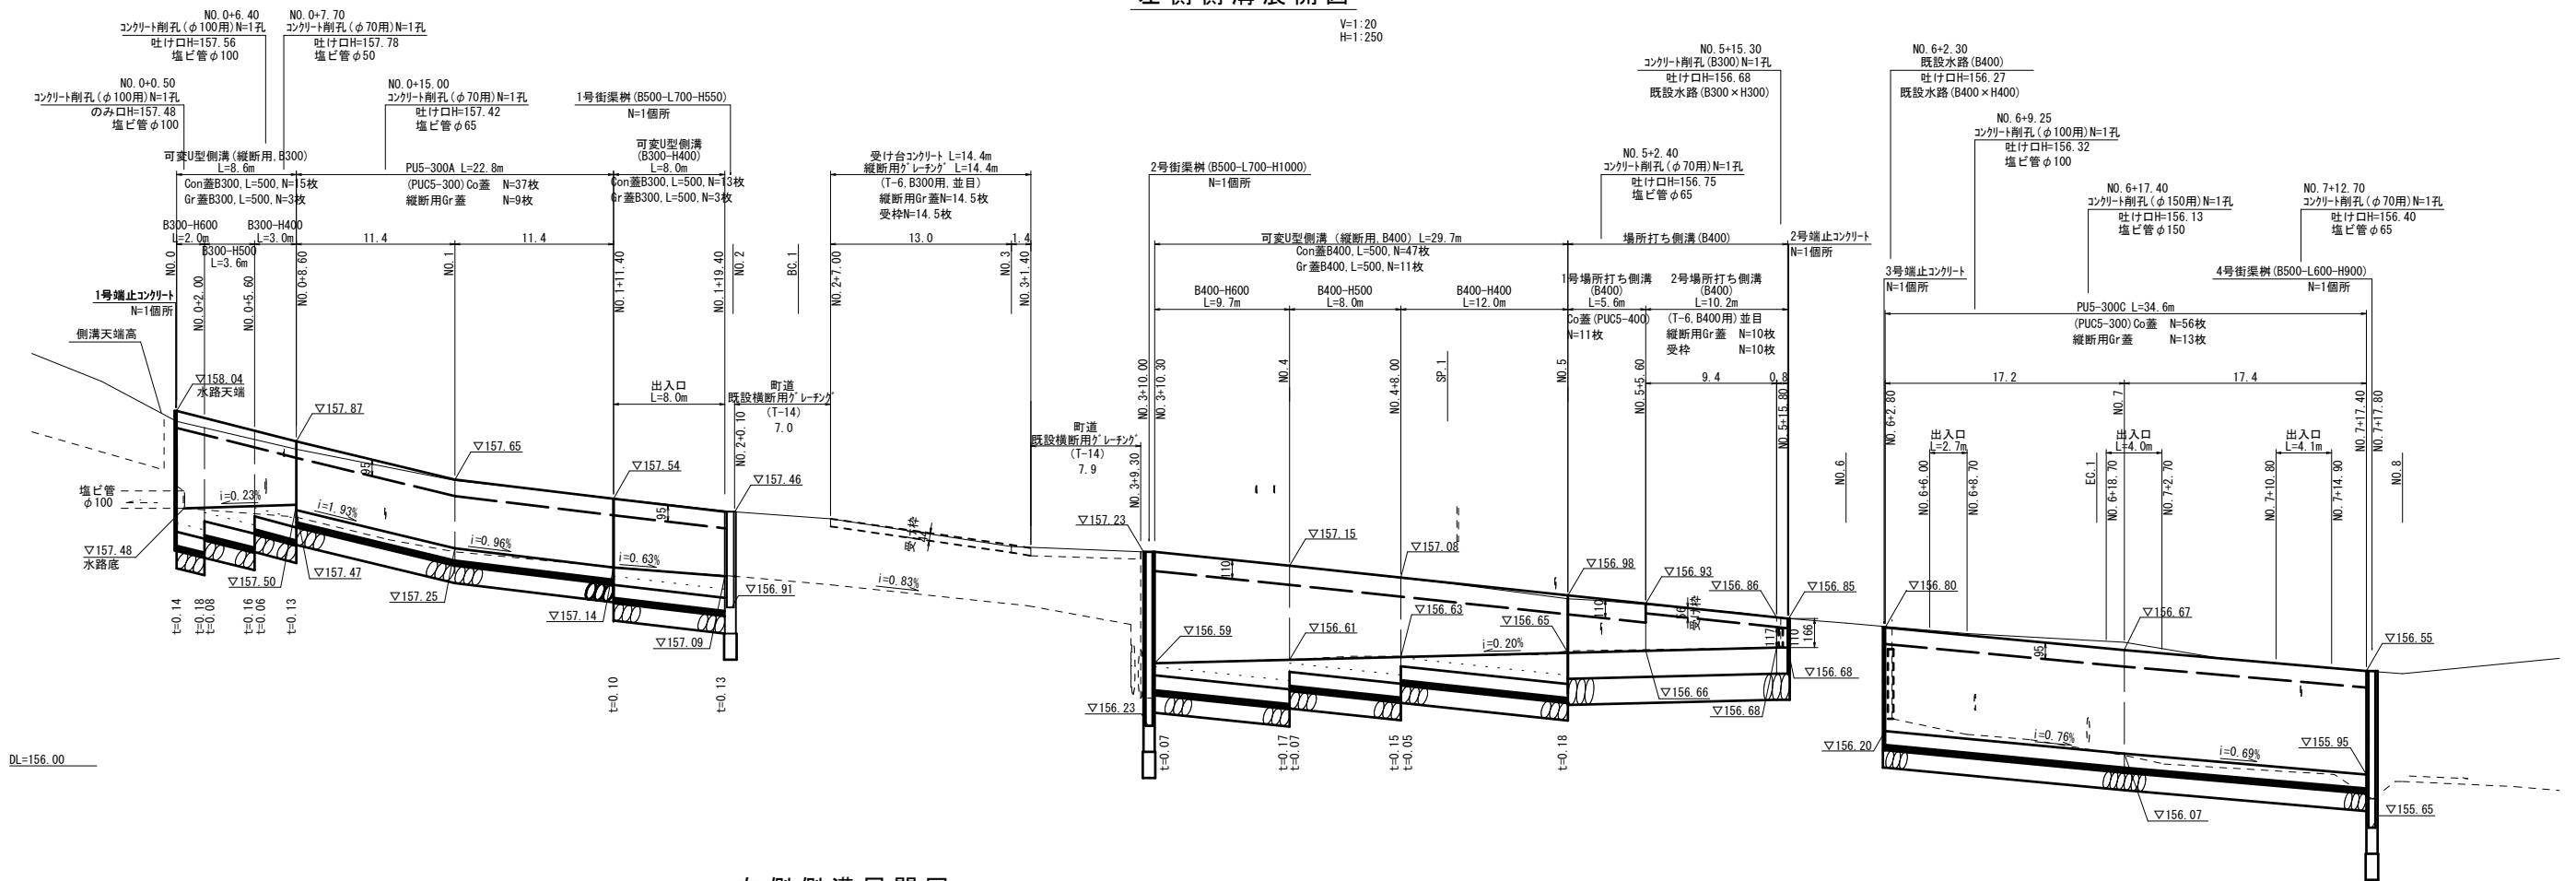 V=1:20
H=1:250
NO.0+6.40
コンクリート削孔(φ100用)N=1孔
吐け口H=157.56
塩ビ管φ100
NO.0+7.70
コンクリート削孔(φ70用)N=1孔
吐け口H=157.78
塩ビ管φ50
NO.0+0.50
コンクリート削孔(φ100用)N=1孔
のみ口H=157.48
塩ビ管φ100
NO.0+15.00
コンクリート削孔(φ70用)N=1孔
吐け口H=157.42
塩ビ管φ65
1号街渠桝(B500-L700-H550)
N=1個所
可変U型側溝(縦断用,B300)
L=8.6m
Con蓋B300,L=500,N=15枚
Gr蓋B300,L=500,N=3枚
PU5-300A L=22.8m
(PUC5-300)Co蓋 N=37枚
縦断用Gr蓋 N=9枚
可変U型側溝
(B300-H400)
L=8.0m
Con蓋B300,L=500,N=13枚
Gr蓋B300,L=500,N=3枚
受け台コンクリート L=14.4m
縦断用グレーチング L=14.4m
(T-6,B300用,並目)
縦断用Gr蓋N=14.5枚
受枠N=14.5枚
2号街渠桝(B500-L700-H1000)
N=1個所
NO.5+15.30
コンクリート削孔(B300)N=1孔
吐け口H=156.68
既設水路(B300×H300)
NO.6+2.30
既設水路(B400)
吐け口H=156.27
既設水路(B400×H400)
NO.5+2.40
コンクリート削孔(φ70用)N=1孔
吐け口H=156.75
塩ビ管φ65
NO.6+9.25
コンクリート削孔(φ100用)N=1孔
吐け口H=156.32
塩ビ管φ100
NO.6+17.40
コンクリート削孔(φ150用)N=1孔
吐け口H=156.13
塩ビ管φ150
NO.7+12.70
コンクリート削孔(φ70用)N=1孔
吐け口H=156.40
塩ビ管φ65
B300-H600
L=2.0m
B300-H500
L=3.6m
B300-H400
L=3.0m
11.4
11.4
13.0
1.4
可変U型側溝 (縦断用,B400) L=29.7m
Con蓋B400,L=500,N=47枚
Gr蓋B400,L=500,N=11枚
場所打ち側溝(B400)
2号端止コンクリート
N=1個所
B400-H600
L=9.7m
B400-H500
L=8.0m
B400-H400
L=12.0m
1号場所打ち側溝
(B400)
L=5.6m
Co蓋(PUC5-400)
N=11枚
2号場所打ち側溝
(B400)
L=10.2m
(T-6,B400用)並目
縦断用Gr蓋 N=10枚
受枠 N=10枚
9.4
0.8
3号端止コンクリート
N=1個所
4号街渠桝(B500-L600-H900)
N=1個所
PU5-300C L=34.6m
(PUC5-300)Co蓋 N=56枚
縦断用Gr蓋 N=13枚
17.2
17.4
NO.0
NO.0+2.00
NO.0+5.60
NO.0+8.60
NO.1
NO.1+11.40
NO.1+19.40
NO.2
NO.2+0.10
BC.1
NO.2+7.00
NO.3
NO.3+1.40
NO.3+9.30
NO.3+10.00
NO.3+10.30
NO.4
NO.4+8.00
SP.1
NO.5
NO.5+5.60
NO.5+15.80
NO.6
NO.6+2.80
NO.6+6.00
NO.6+8.70
EC.1
NO.6+18.70
NO.7
NO.7+2.70
NO.7+10.80
NO.7+14.90
NO.7+17.40
NO.7+17.80
NO.8
1号端止コンクリート
N=1個所
側溝天端高
▽158.04
水路天端
▽157.87
▽157.65
出入口
L=8.0m
▽157.54
町道
既設横断用グレーチング
(T-14)
7.0
▽157.46
町道
既設横断用グレーチング
(T-14)
7.9
出入口
L=2.7m
出入口
L=4.0m
出入口
L=4.1m
塩ビ管
φ100
▽157.48
水路底
i=0.23%
i=1.93%
i=0.96%
i=0.63%
i=0.83%
95
95
受け枠
44
▽157.50
▽157.47
▽157.25
▽157.14
▽157.09
▽156.91
▽157.23
110
▽157.15
▽157.08
▽156.98
▽156.93
▽156.86
▽156.85
▽156.59
▽156.61
▽156.63
▽156.65
i=0.20%
110
56
受け枠
117
110
166
▽156.66
▽156.68
▽156.68
▽156.23
▽156.80
▽156.67
95
▽156.55
▽156.20
i=0.76%
i=0.69%
▽155.95
▽156.07
▽155.65
t=0.14
t=0.18
t=0.08
t=0.16
t=0.06
t=0.13
t=0.10
t=0.13
t=0.07
t=0.17
t=0.07
t=0.15
t=0.05
t=0.18
DL=156.00